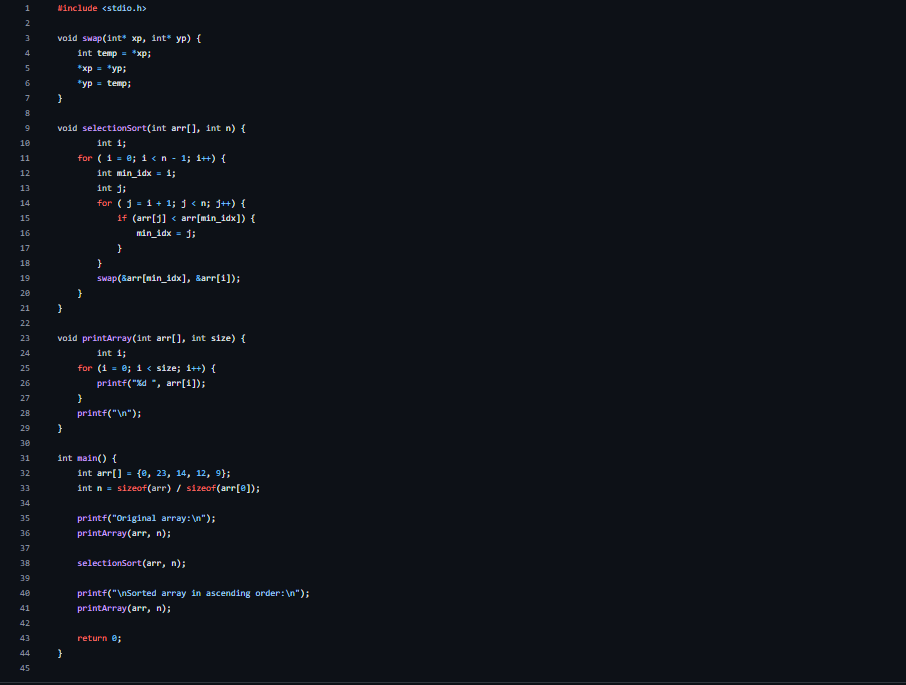 1 #include <stdio.h>
2
3 void swap(int* xp, int* yp) {
4     int temp = *xp;
5     *xp = *yp;
6     *yp = temp;
7 }
8
9 void selectionSort(int arr[], int n) {
10         int i;
11     for ( i = 0; i < n - 1; i++) {
12         int min_idx = i;
13         int j;
14         for ( j = i + 1; j < n; j++) {
15             if (arr[j] < arr[min_idx]) {
16                 min_idx = j;
17             }
18         }
19         swap(&arr[min_idx], &arr[i]);
20     }
21 }
22
23 void printArray(int arr[], int size) {
24         int i;
25     for (i = 0; i < size; i++) {
26         printf("%d ", arr[i]);
27     }
28     printf("\n");
29 }
30
31 int main() {
32     int arr[] = {0, 23, 14, 12, 9};
33     int n = sizeof(arr) / sizeof(arr[0]);
34
35     printf("Original array:\n");
36     printArray(arr, n);
37
38     selectionSort(arr, n);
39
40     printf("\nSorted array in ascending order:\n");
41     printArray(arr, n);
42
43     return 0;
44 }
45